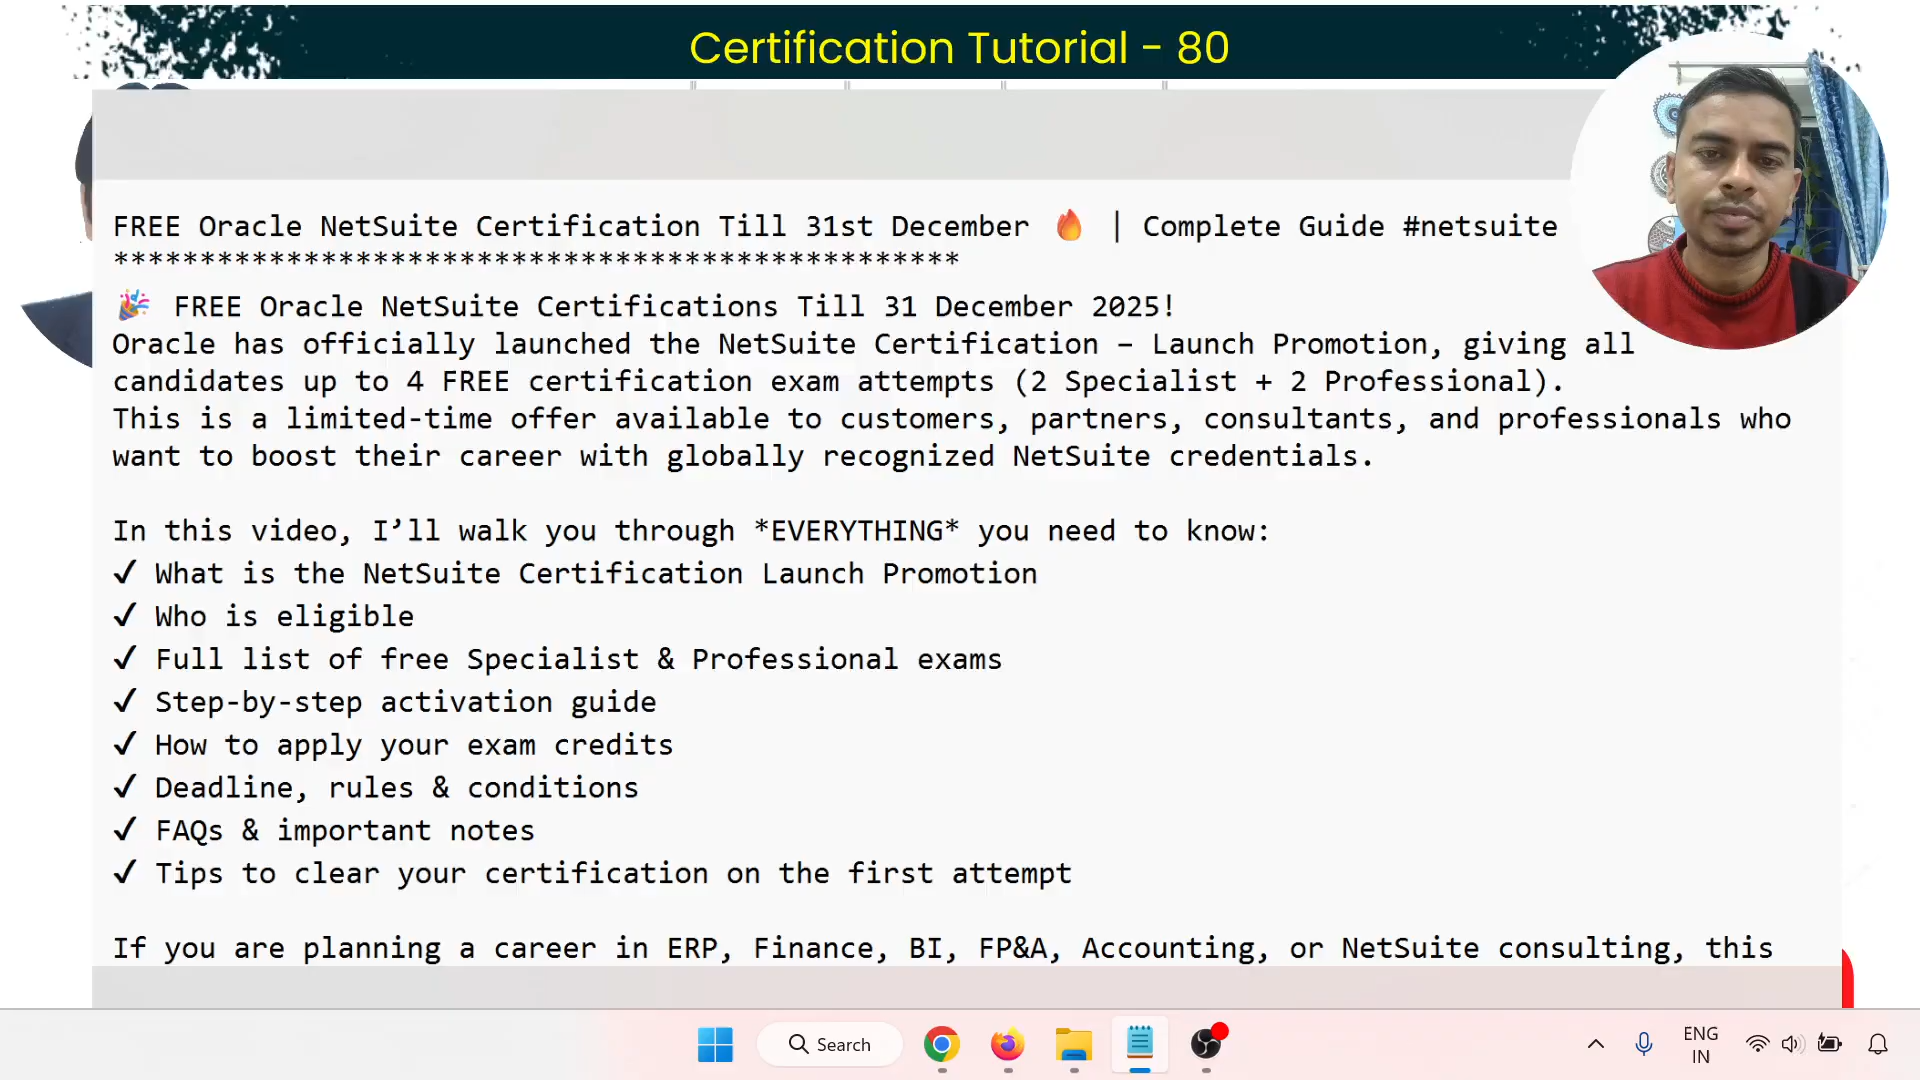 Certification Tutorial - 80
FREE Oracle NetSuite Certification Till 31st December 🔥 | Complete Guide #netsuite
*************************************************
🎉 FREE Oracle NetSuite Certifications Till 31 December 2025!
Oracle has officially launched the NetSuite Certification – Launch Promotion, giving all
candidates up to 4 FREE certification exam attempts (2 Specialist + 2 Professional).
This is a limited-time offer available to customers, partners, consultants, and professionals who
want to boost their career with globally recognized NetSuite credentials.
In this video, I’ll walk you through *EVERYTHING* you need to know:
✓ What is the NetSuite Certification Launch Promotion
✓ Who is eligible
✓ Full list of free Specialist & Professional exams
✓ Step-by-step activation guide
✓ How to apply your exam credits
✓ Deadline, rules & conditions
✓ FAQs & important notes
✓ Tips to clear your certification on the first attempt
If you are planning a career in ERP, Finance, BI, FP&A, Accounting, or NetSuite consulting, this
Search
ENG
IN